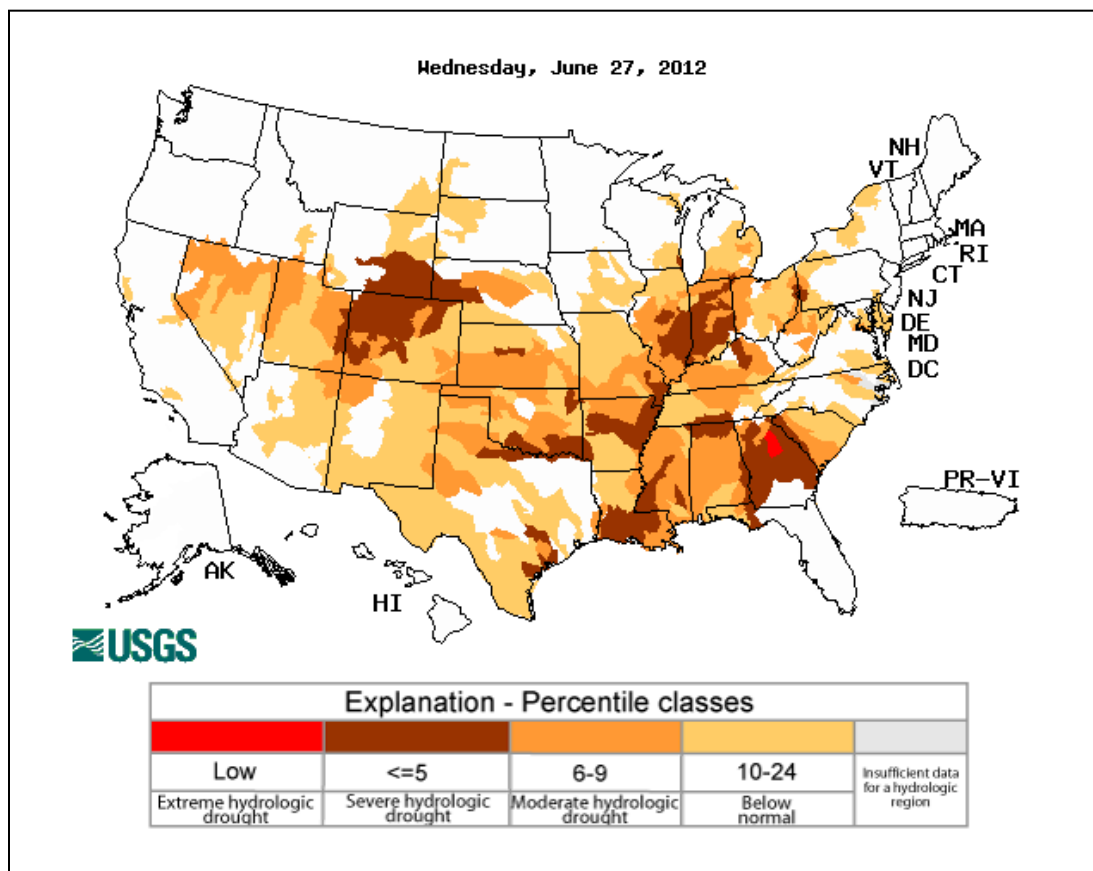 Wednesday, June 27, 2012
NH
VT
MA
RI
CT
NJ
DE
MD
DC
PR-VI
AK
HI
USGS
Explanation - Percentile classes
Low
<=5
6-9
10-24
Insufficient data
for a hydrologic
region
Extreme hydrologic
drought
Severe hydrologic
drought
Moderate hydrologic
drought
Below
normal